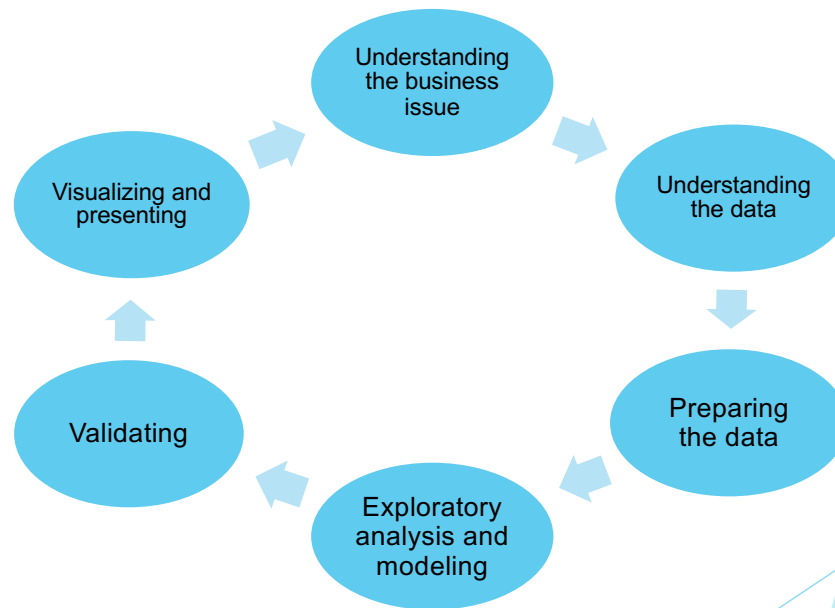 Understanding
the business
issue
Understanding
the data
Preparing
the data
Exploratory
analysis and
modeling
Validating
Visualizing and
presenting